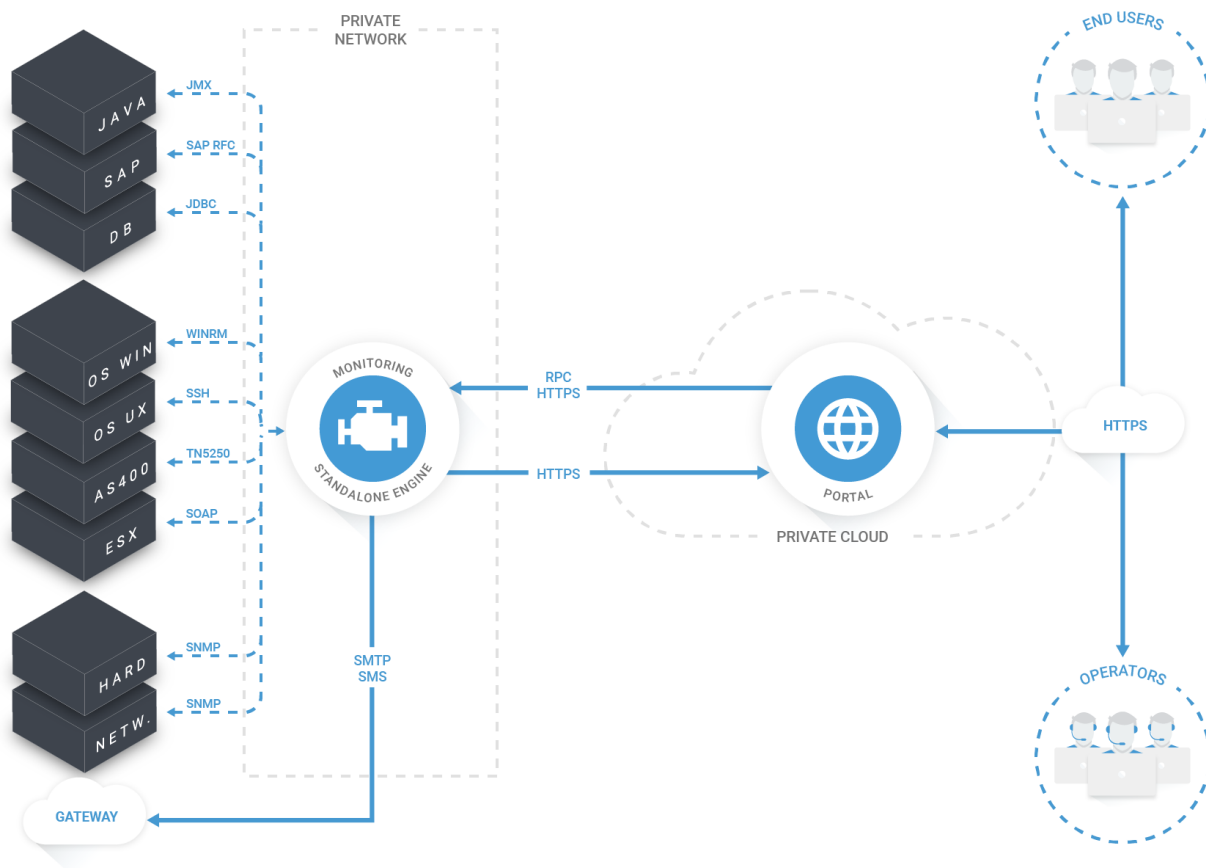 PRIVATE
NETWORK
END USERS
JAVA
JMX
SAP
SAP RFC
DB
JDBC
OS WIN
WINRM
OS UX
SSH
AS400
TN5250
ESX
SOAP
HARD
SNMP
NETW.
SNMP
MONITORING
STANDALONE ENGINE
RPC
HTTPS
HTTPS
PORTAL
PRIVATE CLOUD
HTTPS
SMTP
SMS
OPERATORS
GATEWAY